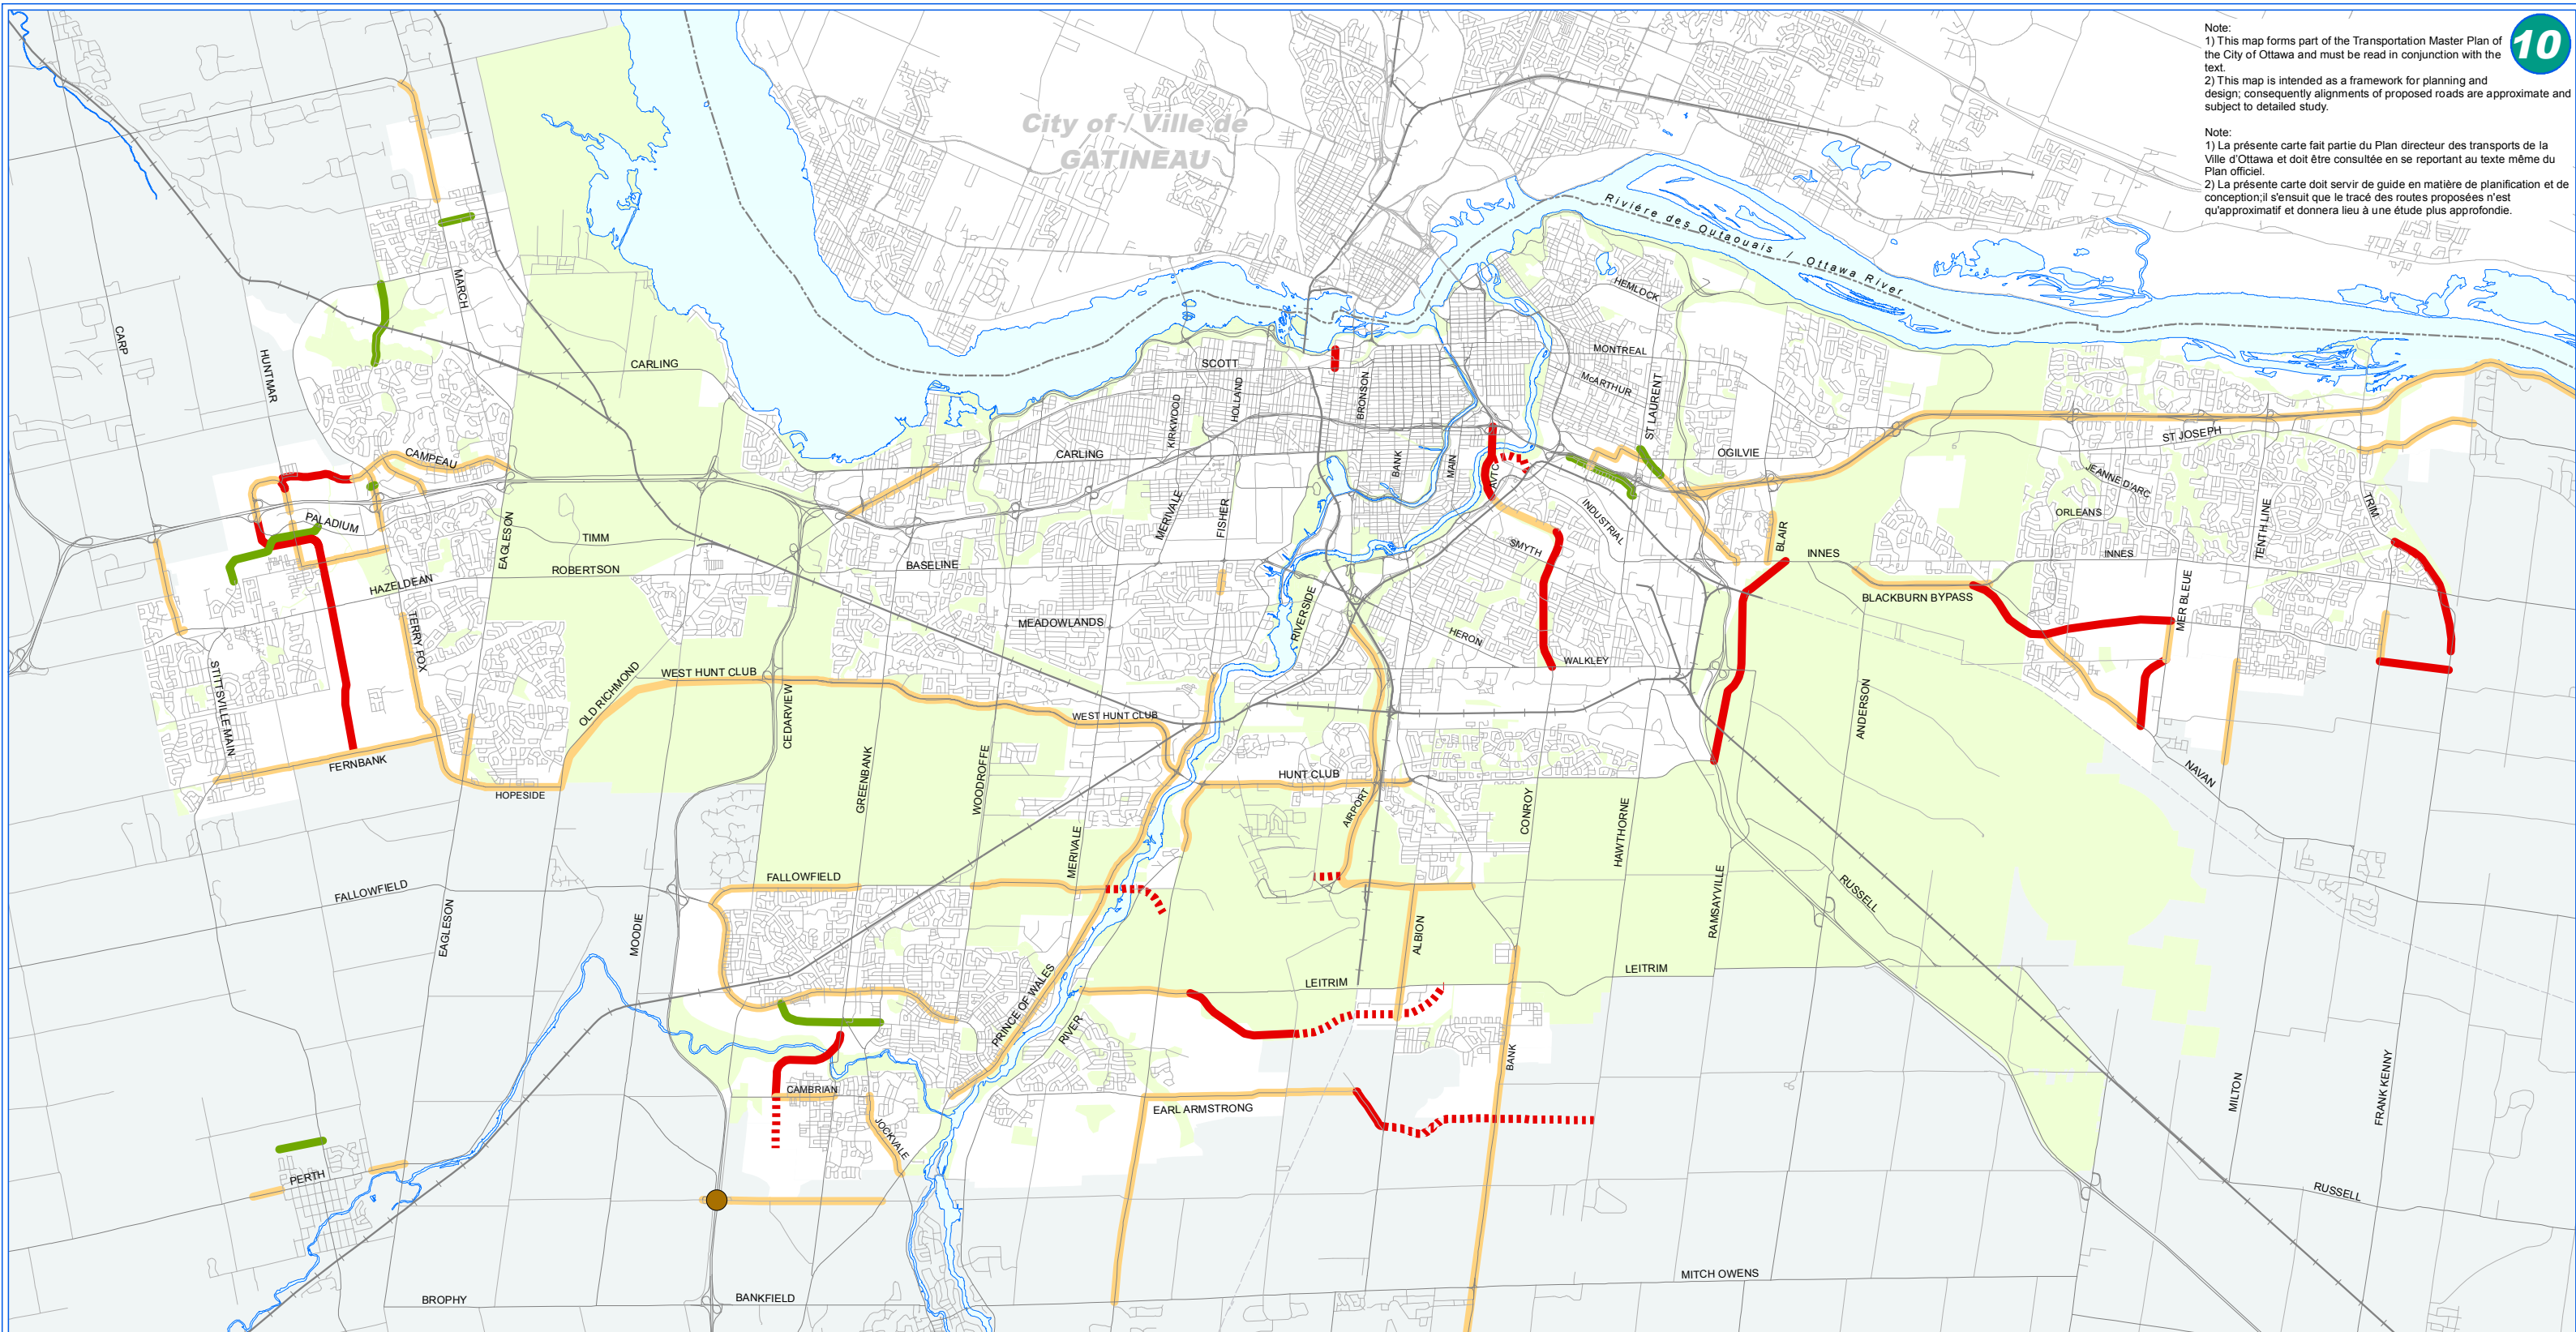 Note:
1) This map forms part of the Transportation Master Plan of
the City of Ottawa and must be read in conjunction with the
text.
2) This map is intended as a framework for planning and
design; consequently alignments of proposed roads are approximate and
subject to detailed study.
10
Note:
1) La présente carte fait partie du Plan directeur des transports de la
Ville d'Ottawa et doit être consultée en se reportant au texte même du
Plan officiel.
2) La présente carte doit servir de guide en matière de planification et de
conception;il s'ensuit que le tracé des routes proposées n'est
qu'approximatif et donnera lieu à une étude plus approfondie.
City of / Ville de
GATINEAU
Rivière des Outaouais / Ottawa River
HEMLOCK
MARCH
CARP
HUNTMAR
CARLING
SCOTT
MONTREAL
McARTHUR
HOLLAND
BRONSON
KIRKWOOD
ST LAURENT
CAMPEAU
CARLING
BANK
MAIN
AVTC
OGILVIE
ST JOSEPH
JEANNE D'ARC
TRIM
PALADIUM
EAGLESON
TIMM
MERIVALE
FISHER
INDUSTRIAL
SMYTH
BLAIR
ORLEANS
TENTH LINE
HAZELDEAN
ROBERTSON
BASELINE
INNES
INNES
BLACKBURN BYPASS
MER BLEUE
TERRY FOX
MEADOWLANDS
RIVERSIDE
HERON
WALKLEY
STITTSVILLE MAIN
OLD RICHMOND
WEST HUNT CLUB
CEDARVIEW
WEST HUNT CLUB
ANDERSON
FERNBANK
HOPESIDE
GREENBANK
WOODROFFE
HUNT CLUB
AIRPORT
CONROY
HAWTHORNE
NAVAN
MERIVALE
FALLOWFIELD
FALLOWFIELD
EAGLESON
MOODIE
ALBION
RAMSAYVILLE
RUSSELL
PRINCE OF WALES
RIVER
LEITRIM
LEITRIM
BANK
CAMBRIAN
JOCKVALE
EARL ARMSTRONG
MILTON
FRANK KENNY
PERTH
RUSSELL
BROPHY
BANKFIELD
MITCH OWENS